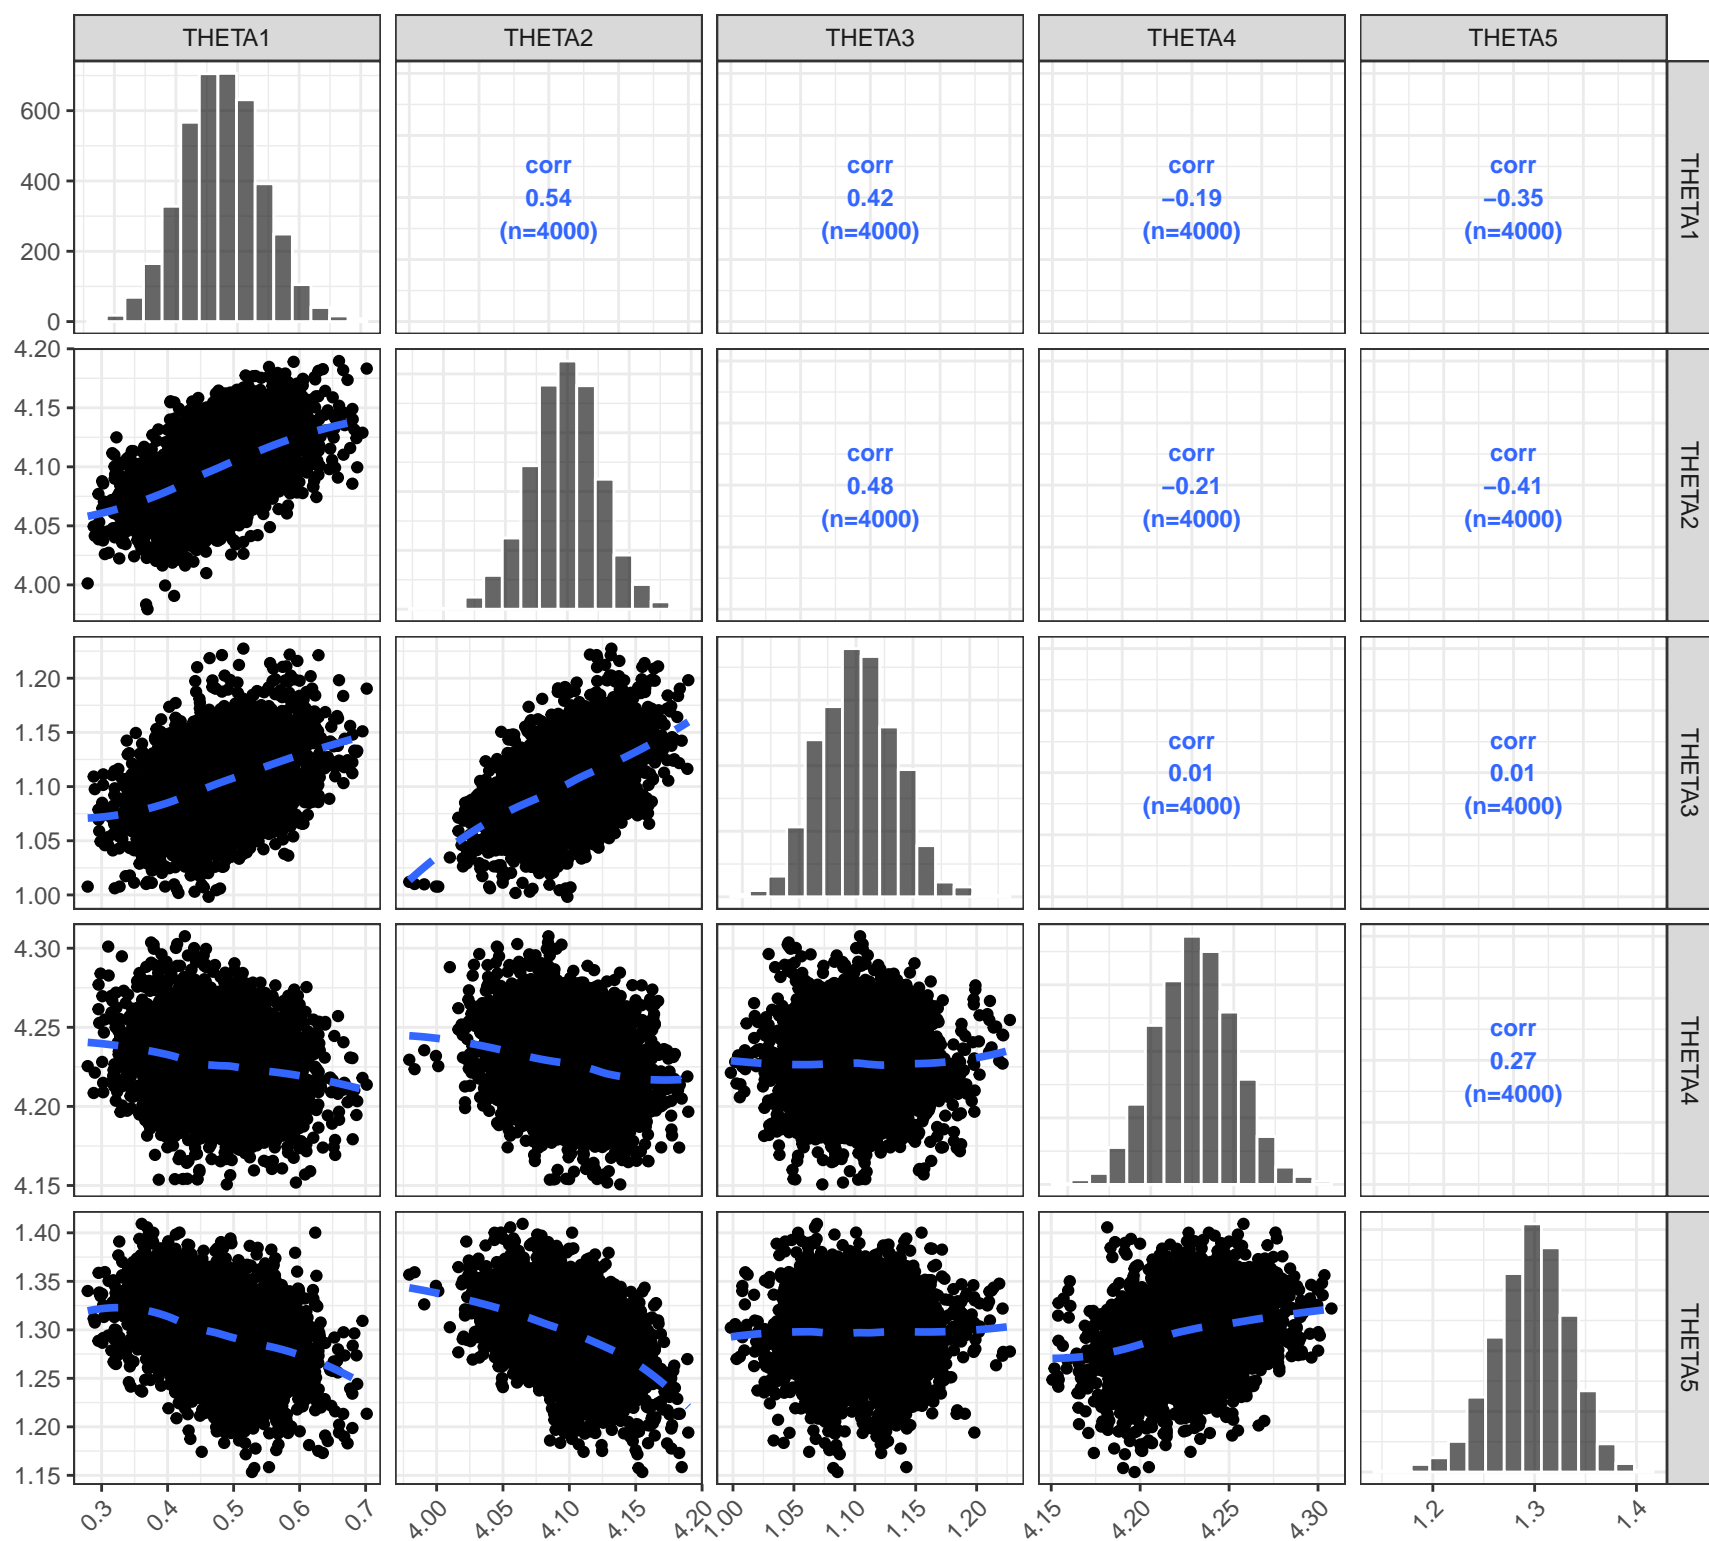 THETA1 THETA2 THETA3 THETA4 THETA5
600
400
200
0
corr
0.54
(n=4000)
corr
0.42
(n=4000)
corr
−0.19
(n=4000)
corr
−0.35
(n=4000)
THETA1
4.20
4.15
4.10
4.05
4.00
corr
0.48
(n=4000)
corr
−0.21
(n=4000)
corr
−0.41
(n=4000)
THETA2
1.20
1.15
1.10
1.05
1.00
corr
0.01
(n=4000)
corr
0.01
(n=4000)
THETA3
4.30
4.25
4.20
4.15
corr
0.27
(n=4000)
THETA4
1.40
1.35
1.30
1.25
1.20
1.15
THETA5
0.3 0.4 0.5 0.6 0.7
4.00 4.05 4.10 4.15 4.20
1.00 1.05 1.10 1.15 1.20
4.15 4.20 4.25 4.30
1.2 1.3 1.4